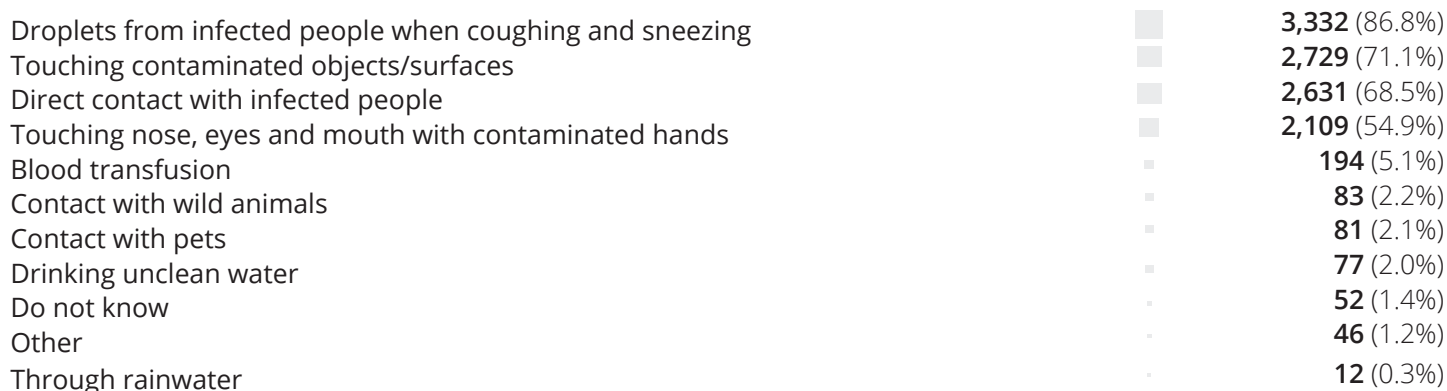 Droplets from infected people when coughing and sneezing 3,332 (86.8%)
Touching contaminated objects/surfaces 2,729 (71.1%)
Direct contact with infected people 2,631 (68.5%)
Touching nose, eyes and mouth with contaminated hands 2,109 (54.9%)
Blood transfusion 194 (5.1%)
Contact with wild animals 83 (2.2%)
Contact with pets 81 (2.1%)
Drinking unclean water 77 (2.0%)
Do not know 52 (1.4%)
Other 46 (1.2%)
Through rainwater 12 (0.3%)